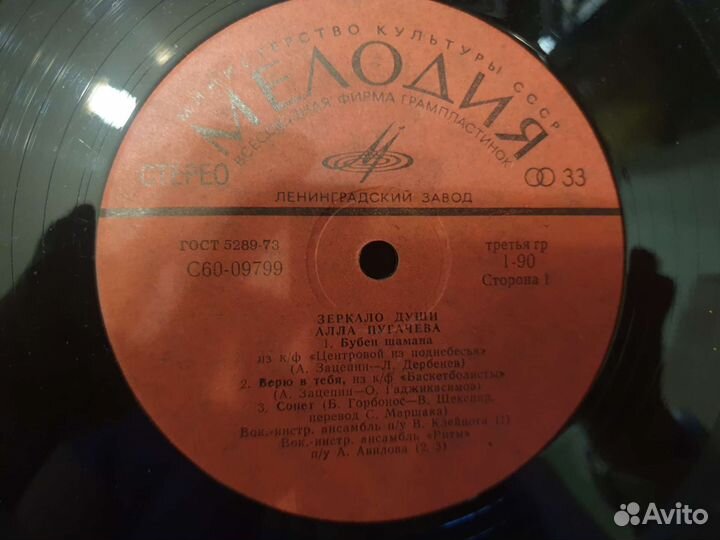 МИНИСТЕРСТВО КУЛЬТУРЫ СССР
МЕЛОДИЯ
ВСЕСОЮЗНАЯ ФИРМА ГРАМПЛАСТИНОК
СТЕРЕО
33
ЛЕНИНГРАДСКИЙ ЗАВОД
ГОСТ 5289-73
С60-09799
третья гр
1-90
Сторона 1
ЗЕРКАЛО ДУШИ
АЛЛА ПУГАЧЕВА
1. Бубен шамана
из к/ф «Центровой из поднебесья»
(А. Зацепин—Л. Дербенев)
2. Верю в тебя, из к/ф «Баскетболисты»
(А. Зацепин—О. Гаджикасимов)
3. Сонет (Б. Горбонос—В. Шекспир,
перевод С. Маршака)
Вок.-инстр. ансамбль п/у В. Клейнота (1)
Вок.-инстр. ансамбль «Ритм»
п/у А. Авилова (2, 3)
Avito